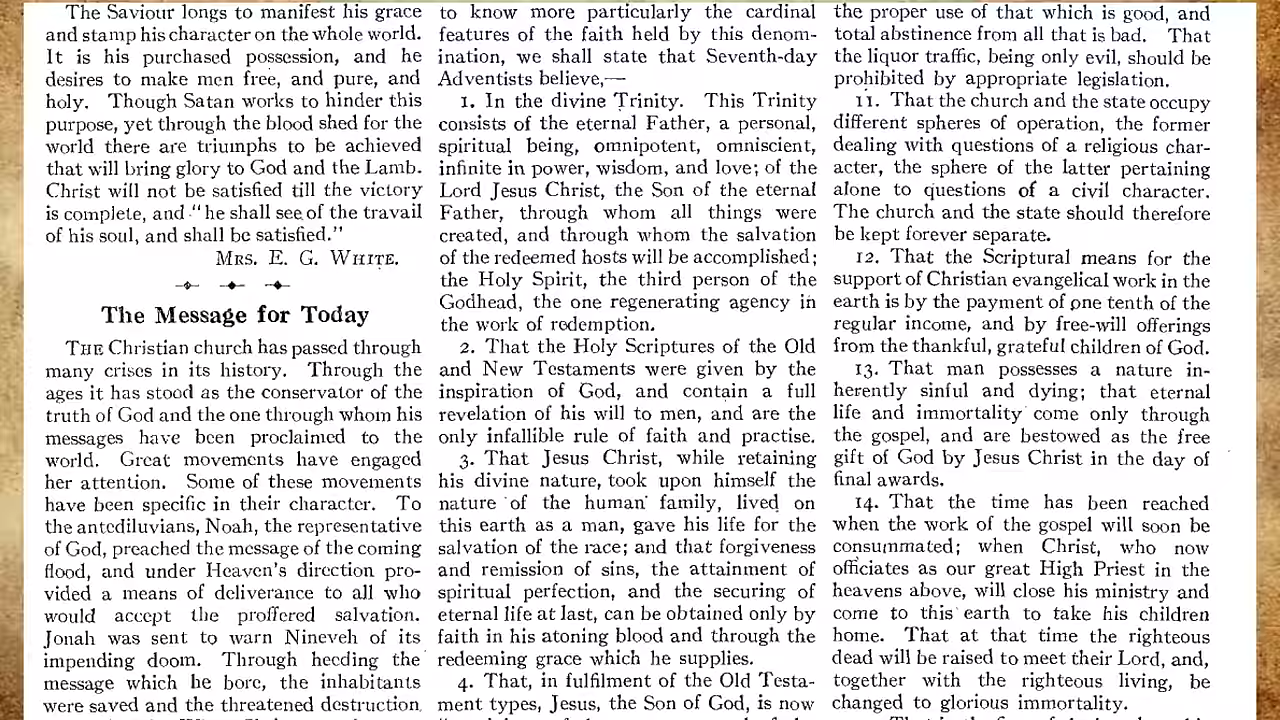 The Saviour longs to manifest his grace
and stamp his character on the whole world.
It is his purchased possession, and he
desires to make men free, and pure, and
holy. Though Satan works to hinder this
purpose, yet through the blood shed for the
world there are triumphs to be achieved
that will bring glory to God and the Lamb.
Christ will not be satisfied till the victory
is complete, and "he shall see of the travail
of his soul, and shall be satisfied."
MRS. E. G. WHITE.
The Message for Today
THE Christian church has passed through
many crises in its history. Through the
ages it has stood as the conservator of the
truth of God and the one through whom his
messages have been proclaimed to the
world. Great movements have engaged
her attention. Some of these movements
have been specific in their character. To
the antediluvians, Noah, the representative
of God, preached the message of the coming
flood, and under Heaven's direction pro-
vided a means of deliverance to all who
would accept the proffered salvation.
Jonah was sent to warn Nineveh of its
impending doom. Through heeding the
message which he bore, the inhabitants
were saved and the threatened destruction
to know more particularly the cardinal
features of the faith held by this denom-
ination, we shall state that Seventh-day
Adventists believe,—
1. In the divine Trinity. This Trinity
consists of the eternal Father, a personal,
spiritual being, omnipotent, omniscient,
infinite in power, wisdom, and love; of the
Lord Jesus Christ, the Son of the eternal
Father, through whom all things were
created, and through whom the salvation
of the redeemed hosts will be accomplished;
the Holy Spirit, the third person of the
Godhead, the one regenerating agency in
the work of redemption.
2. That the Holy Scriptures of the Old
and New Testaments were given by the
inspiration of God, and contain a full
revelation of his will to men, and are the
only infallible rule of faith and practise.
3. That Jesus Christ, while retaining
his divine nature, took upon himself the
nature of the human family, lived on
this earth as a man, gave his life for the
salvation of the race; and that forgiveness
and remission of sins, the attainment of
spiritual perfection, and the securing of
eternal life at last, can be obtained only by
faith in his atoning blood and through the
redeeming grace which he supplies.
4. That, in fulfilment of the Old Testa-
ment types, Jesus, the Son of God, is now
the proper use of that which is good, and
total abstinence from all that is bad. That
the liquor traffic, being only evil, should be
prohibited by appropriate legislation.
11. That the church and the state occupy
different spheres of operation, the former
dealing with questions of a religious char-
acter, the sphere of the latter pertaining
alone to questions of a civil character.
The church and the state should therefore
be kept forever separate.
12. That the Scriptural means for the
support of Christian evangelical work in the
earth is by the payment of one tenth of the
regular income, and by free-will offerings
from the thankful, grateful children of God.
13. That man possesses a nature in-
herently sinful and dying; that eternal
life and immortality come only through
the gospel, and are bestowed as the free
gift of God by Jesus Christ in the day of
final awards.
14. That the time has been reached
when the work of the gospel will soon be
consummated; when Christ, who now
officiates as our great High Priest in the
heavens above, will close his ministry and
come to this earth to take his children
home. That at that time the righteous
dead will be raised to meet their Lord, and,
together with the righteous living, be
changed to glorious immortality.